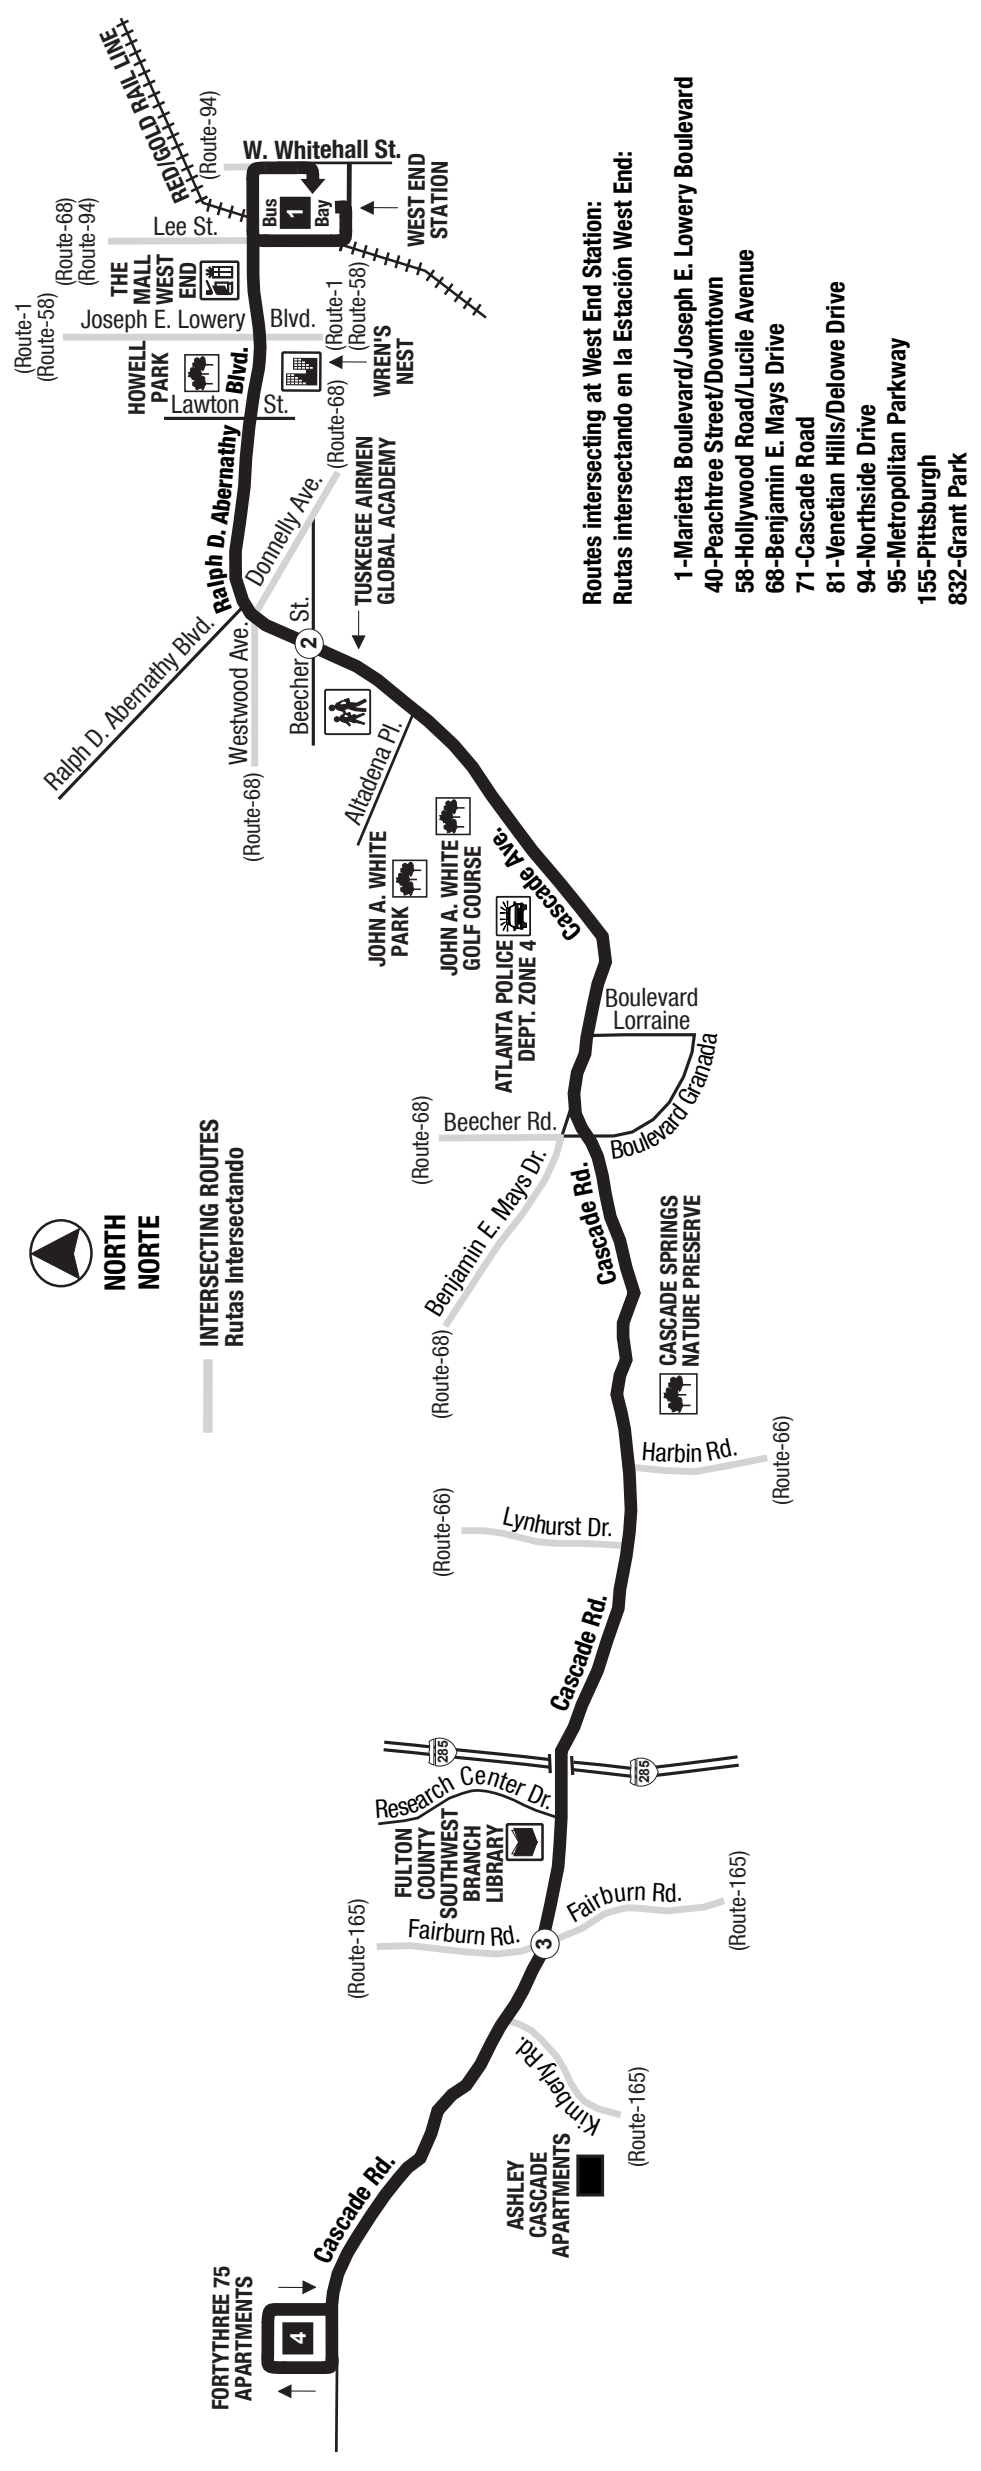 RED/GOLD RAIL LINE
(Route-94)
W. Whitehall St.
Bus
1
Bay
WEST END
STATION
(Route-68)
(Route-94)
Lee St.
THE
MALL
WEST
END
(Route-1
(Route-58)
Joseph E. Lowery
Blvd.
(Route-1
(Route-58)
HOWELL
PARK
WREN'S
NEST
Lawton
St.
Ralph D. Abernathy
Blvd.
Donnelly Ave.
(Route-68)
TUSKEGEE AIRMEN
GLOBAL ACADEMY
Ralph D. Abernathy Blvd.
Westwood Ave.
(Route-68)
Beecher
St.
2
Altadena Pl.
JOHN A. WHITE
PARK
JOHN A. WHITE
GOLF COURSE
Cascade Ave.
ATLANTA POLICE
DEPT. ZONE 4
Boulevard
Lorraine
Boulevard Granada
Beecher Rd.
(Route-68)
Benjamin E. Mays Dr.
(Route-68)
Cascade Rd.
CASCADE SPRINGS
NATURE PRESERVE
Harbin Rd.
(Route-66)
Lynhurst Dr.
(Route-66)
Cascade Rd.
285
285
Research Center Dr.
FULTON
COUNTY
SOUTHWEST
BRANCH
LIBRARY
Fairburn Rd.
(Route-165)
3
Fairburn Rd.
(Route-165)
Kimberly Rd.
(Route-165)
ASHLEY
CASCADE
APARTMENTS
Cascade Rd.
FORTYTHREE 75
APARTMENTS
4
NORTH
NORTE
INTERSECTING ROUTES
Rutas Intersectando
Routes intersecting at West End Station:
Rutas intersectando en la Estación West End:
1-Marietta Boulevard/Joseph E. Lowery Boulevard
40-Peachtree Street/Downtown
58-Hollywood Road/Lucile Avenue
68-Benjamin E. Mays Drive
71-Cascade Road
81-Venetian Hills/Delowe Drive
94-Northside Drive
95-Metropolitan Parkway
155-Pittsburgh
832-Grant Park